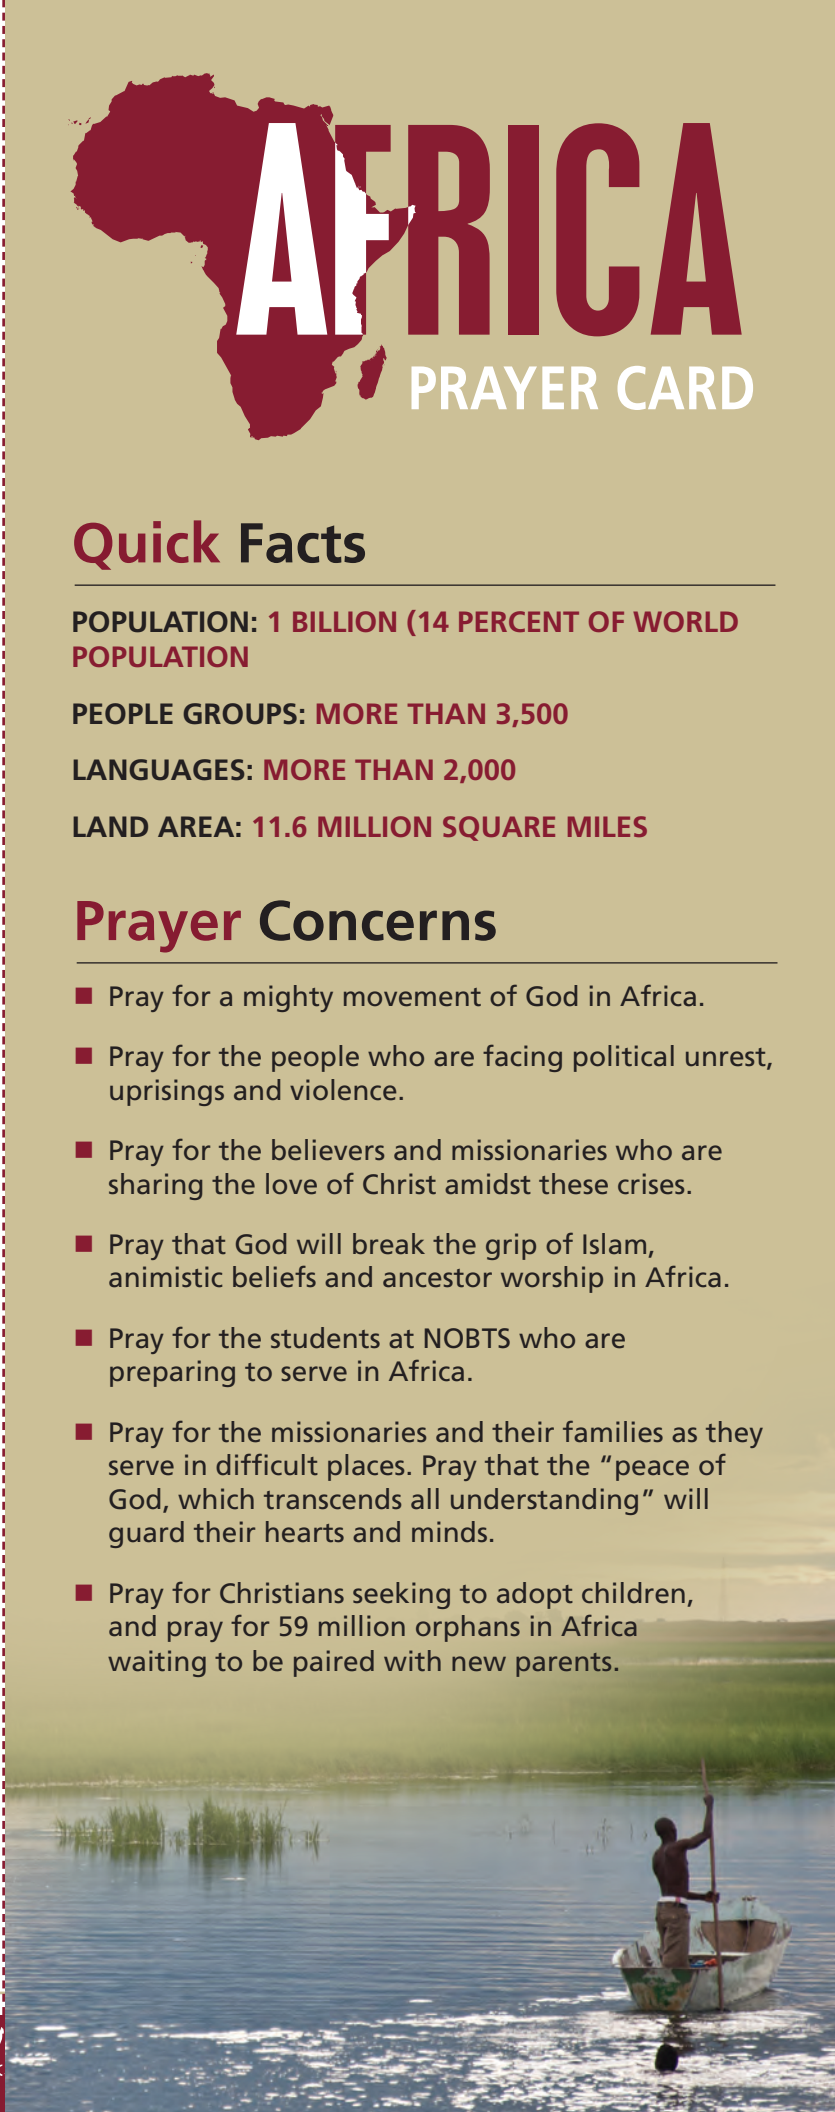 AFRICA
PRAYER CARD
Quick Facts
POPULATION: 1 BILLION (14 PERCENT OF WORLD
POPULATION
PEOPLE GROUPS: MORE THAN 3,500
LANGUAGES: MORE THAN 2,000
LAND AREA: 11.6 MILLION SQUARE MILES
Prayer Concerns
■ Pray for a mighty movement of God in Africa.
■ Pray for the people who are facing political unrest,
uprisings and violence.
■ Pray for the believers and missionaries who are
sharing the love of Christ amidst these crises.
■ Pray that God will break the grip of Islam,
animistic beliefs and ancestor worship in Africa.
■ Pray for the students at NOBTS who are
preparing to serve in Africa.
■ Pray for the missionaries and their families as they
serve in difficult places. Pray that the “peace of
God, which transcends all understanding” will
guard their hearts and minds.
■ Pray for Christians seeking to adopt children,
and pray for 59 million orphans in Africa
waiting to be paired with new parents.